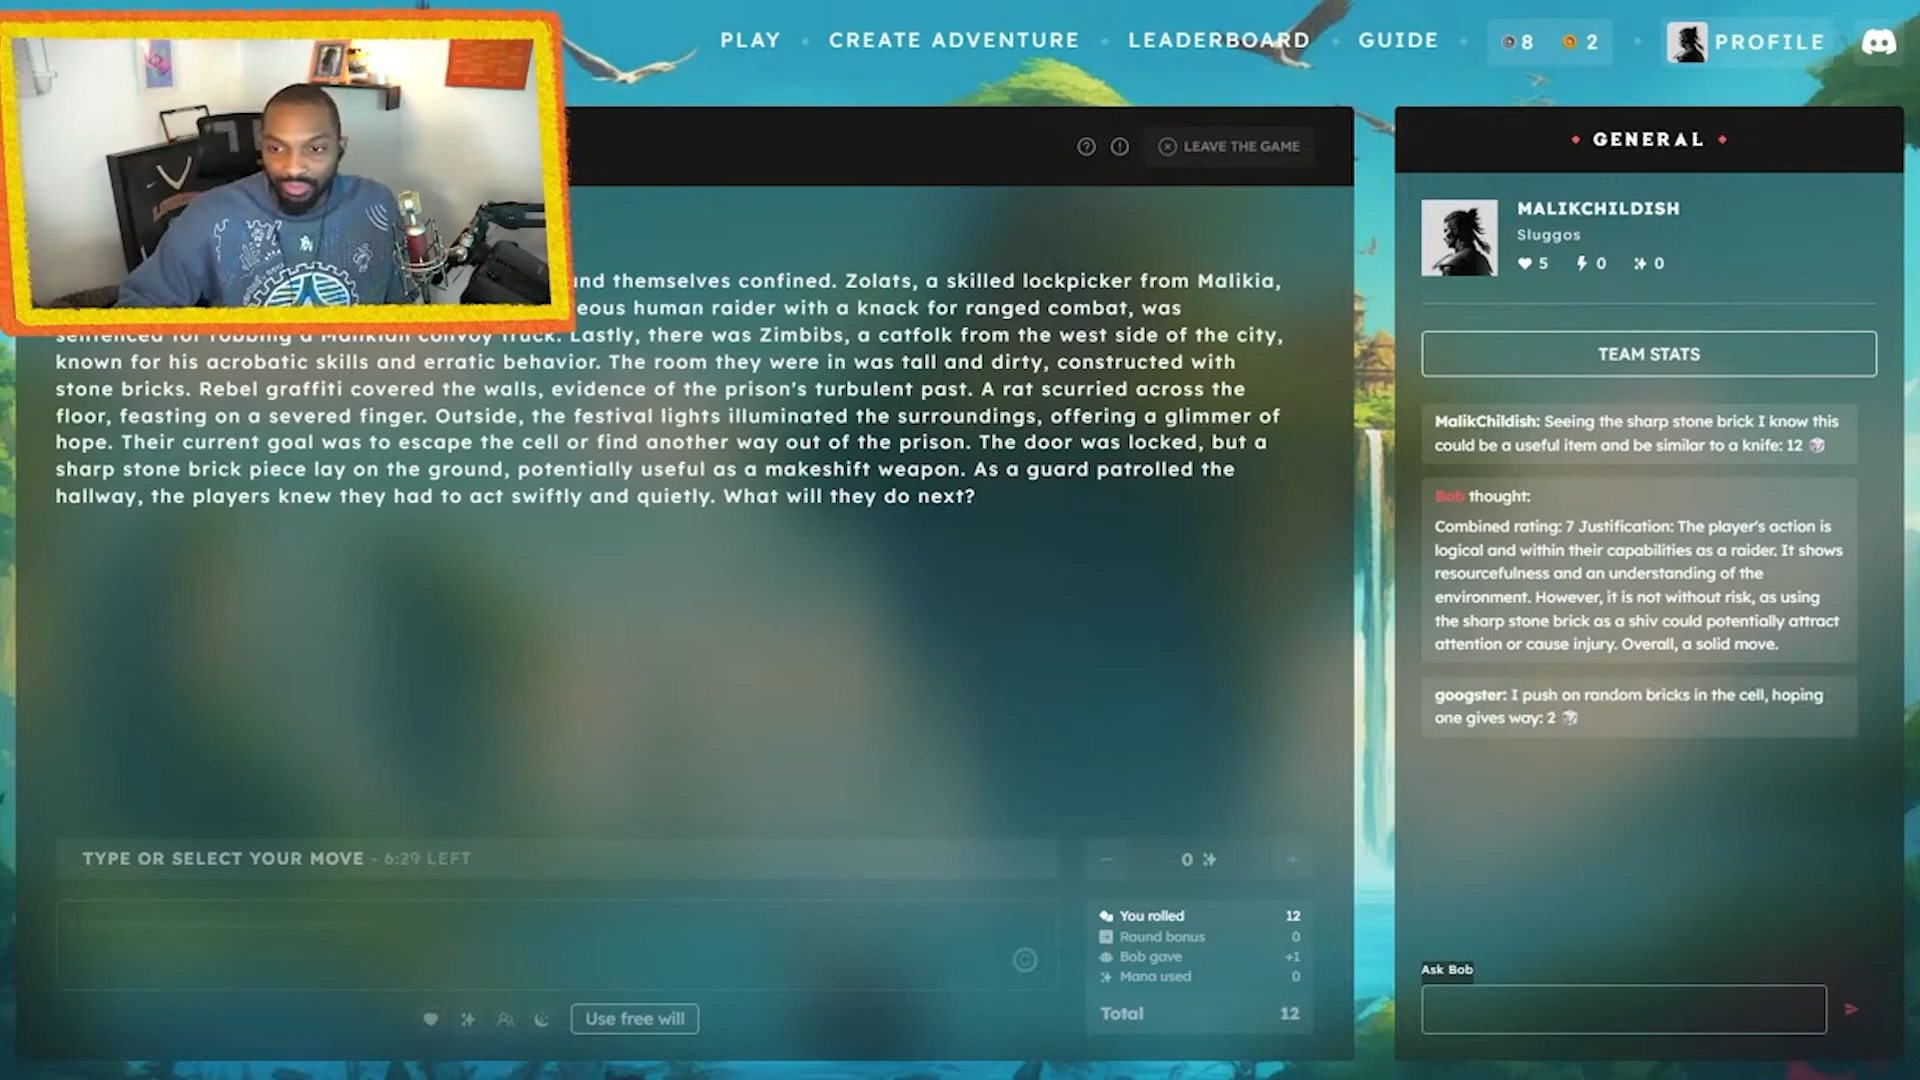 PLAY
CREATE ADVENTURE
LEADERBOARD
GUIDE
8
2
PROFILE
LEAVE THE GAME
nd themselves confined. Zolats, a skilled lockpicker from Malikia,
eous human raider with a knack for ranged combat, was
sentenced for robbing a Malikian convoy truck. Lastly, there was Zimbibs, a catfolk from the west side of the city,
known for his acrobatic skills and erratic behavior. The room they were in was tall and dirty, constructed with
stone bricks. Rebel graffiti covered the walls, evidence of the prison's turbulent past. A rat scurried across the
floor, feasting on a severed finger. Outside, the festival lights illuminated the surroundings, offering a glimmer of
hope. Their current goal was to escape the cell or find another way out of the prison. The door was locked, but a
sharp stone brick piece lay on the ground, potentially useful as a makeshift weapon. As a guard patrolled the
hallway, the players knew they had to act swiftly and quietly. What will they do next?
TYPE OR SELECT YOUR MOVE - 6:29 LEFT
− 0 +
You rolled 12
Round bonus 0
Bob gave +1
Mana used 0
Total 12
Use free will
GENERAL
MALIKCHILDISH
Sluggos
5 0 0
TEAM STATS
MalikChildish: Seeing the sharp stone brick I know this
could be a useful item and be similar to a knife: 12
Bob thought:
Combined rating: 7 Justification: The player's action is
logical and within their capabilities as a raider. It shows
resourcefulness and an understanding of the
environment. However, it is not without risk, as using
the sharp stone brick as a shiv could potentially attract
attention or cause injury. Overall, a solid move.
googster: I push on random bricks in the cell, hoping
one gives way: 2
Ask Bob